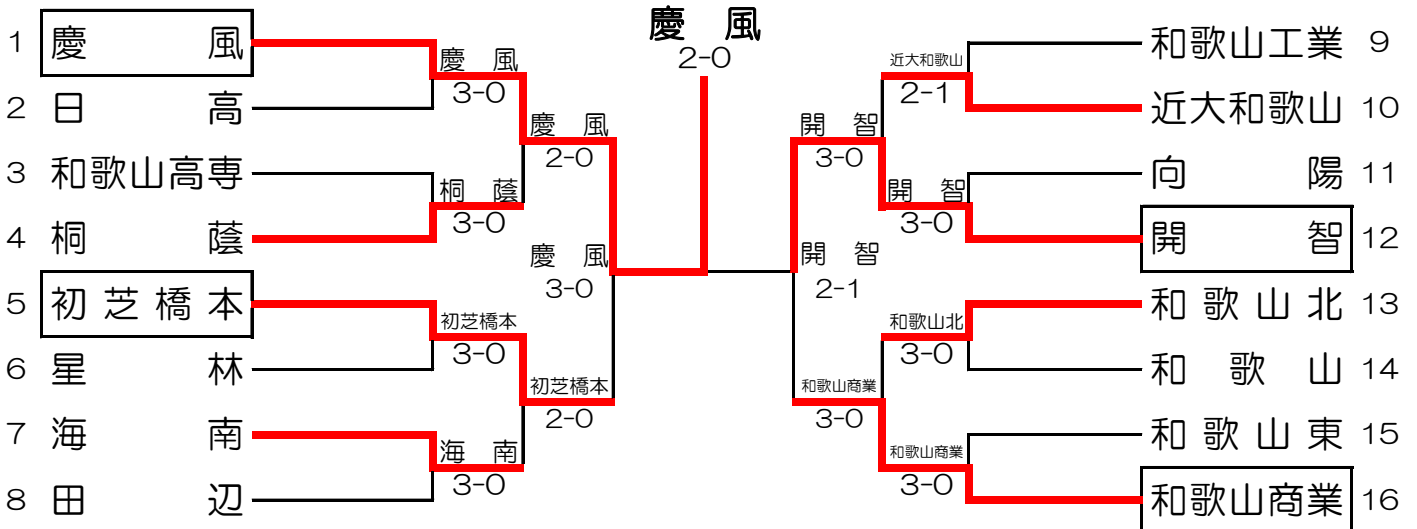 慶 風
2-0
1 慶 風
2 日 高
3 和歌山高専
4 桐 蔭
5 初芝橋本
6 星 林
7 海 南
8 田 辺
慶 風
3-0
桐 蔭
3-0
初芝橋本
3-0
海 南
3-0
慶 風
2-0
初芝橋本
2-0
慶 風
3-0
開 智
2-1
開 智
3-0
和歌山商業
3-0
近大和歌山
2-1
開 智
3-0
和歌山北
3-0
和歌山商業
3-0
和歌山工業 9
近大和歌山 10
向 陽 11
開 智 12
和歌山北 13
和歌山 14
和歌山東 15
和歌山商業 16